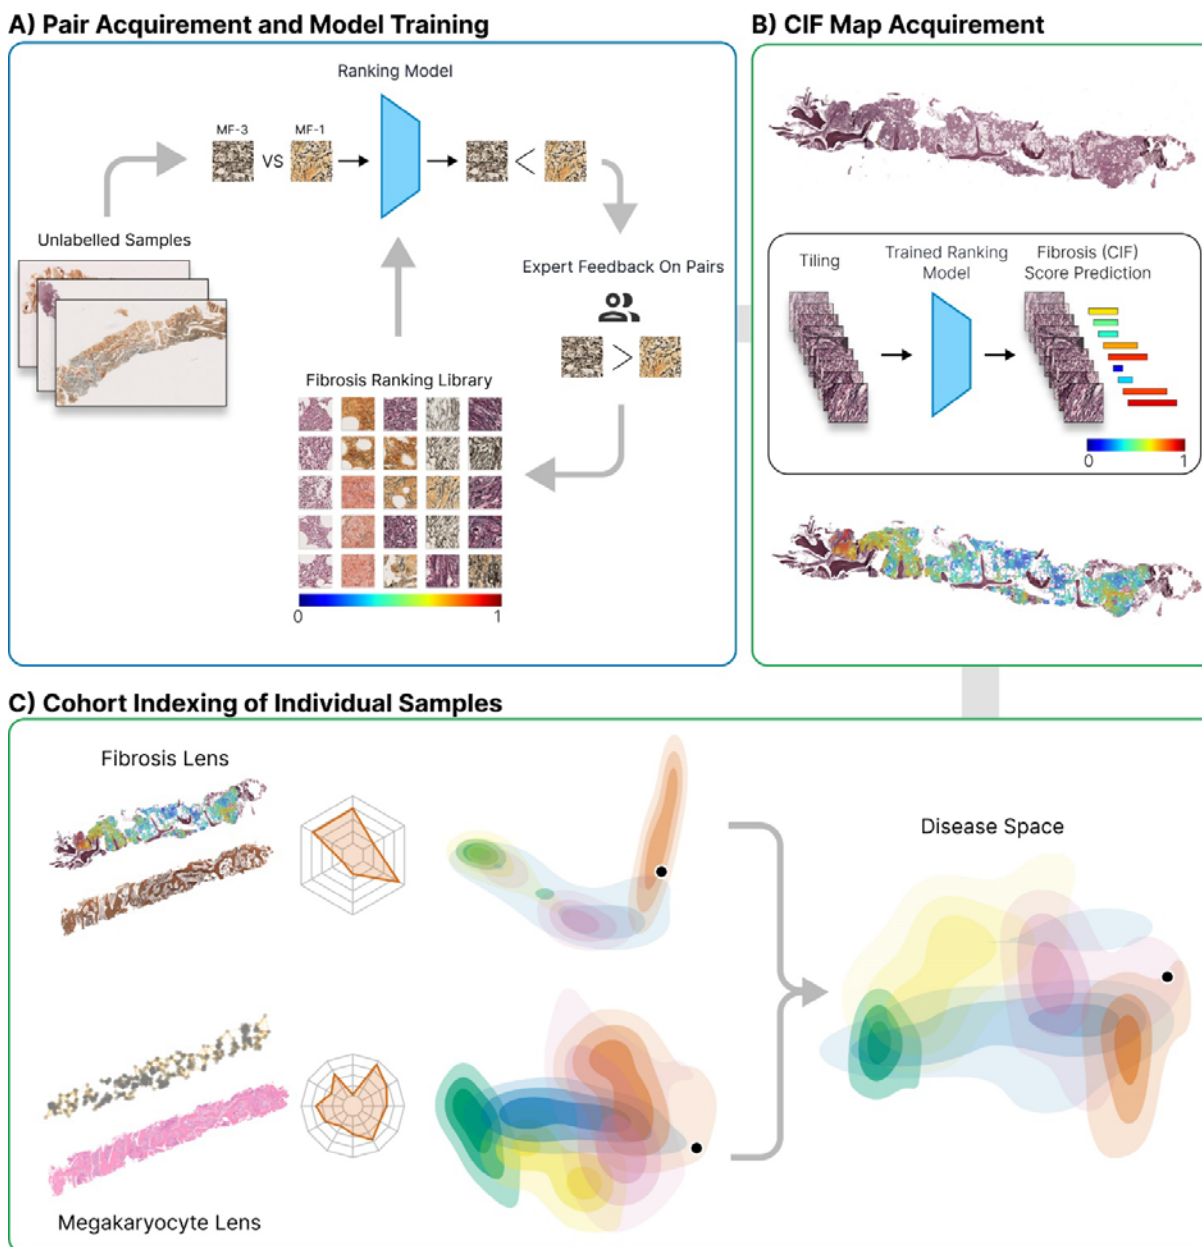 A) Pair Acquirement and Model Training
Ranking Model
MF-3
MF-1
VS
<
Unlabelled Samples
Expert Feedback On Pairs
>
Fibrosis Ranking Library
0
1
B) CIF Map Acquirement
Tiling
Trained Ranking
Model
Fibrosis (CIF)
Score Prediction
0
1
C) Cohort Indexing of Individual Samples
Fibrosis Lens
Disease Space
Megakaryocyte Lens